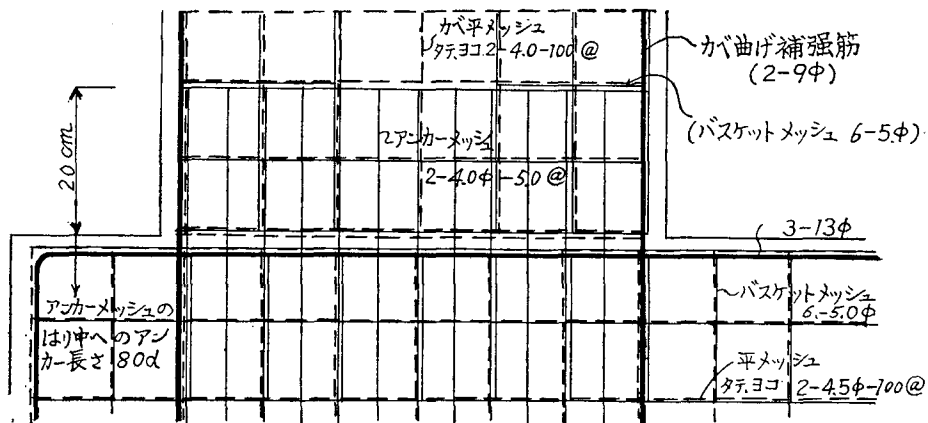 カベ平メッシュ
タテ.ヨコ2-4.0-100@
カベ曲げ補强筋
(2-9Φ)
(バスケットメッシュ 6-5.Φ)
20cm
アンカーメッシュ
2-4.0Φ-5.0@
3-13Φ
アンカーメッシュの
はり中へのアン
カー長さ 80d
バスケットメッシュ
6.-5.0Φ
平メッシュ
タテ.ヨコ 2-4.5Φ-100@